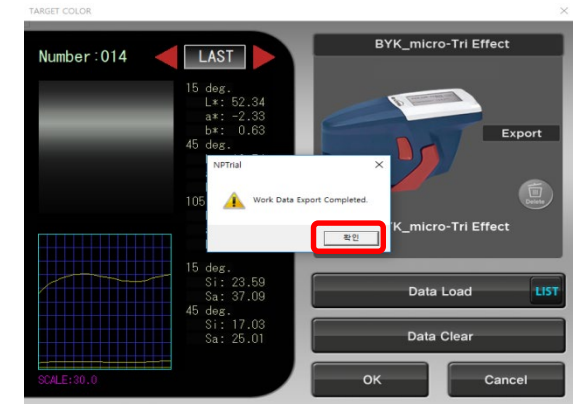 TARGET COLOR
Number:014
LAST
15 deg.
L*: 52.34
a*: -2.33
b*: 0.63
45 deg.
105
15 deg.
Si: 23.59
Sa: 37.09
45 deg.
Si: 17.03
Sa: 25.01
SCALE:30.0
BYK_micro-Tri Effect
Export
Delete
K_micro-Tri Effect
NPTrial
Work Data Export Completed.
확인
Data Load
LIST
Data Clear
OK
Cancel